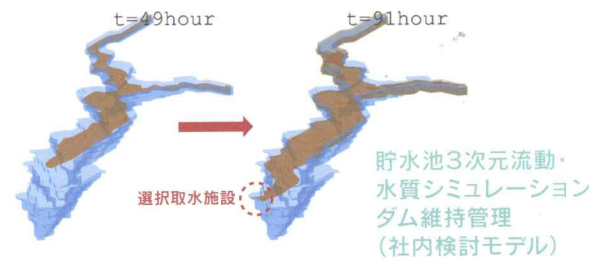 t=49hour
t=91hour
選択取水施設
貯水池3次元流動・
水質シミュレーション
ダム維持管理
(社内検討モデル)